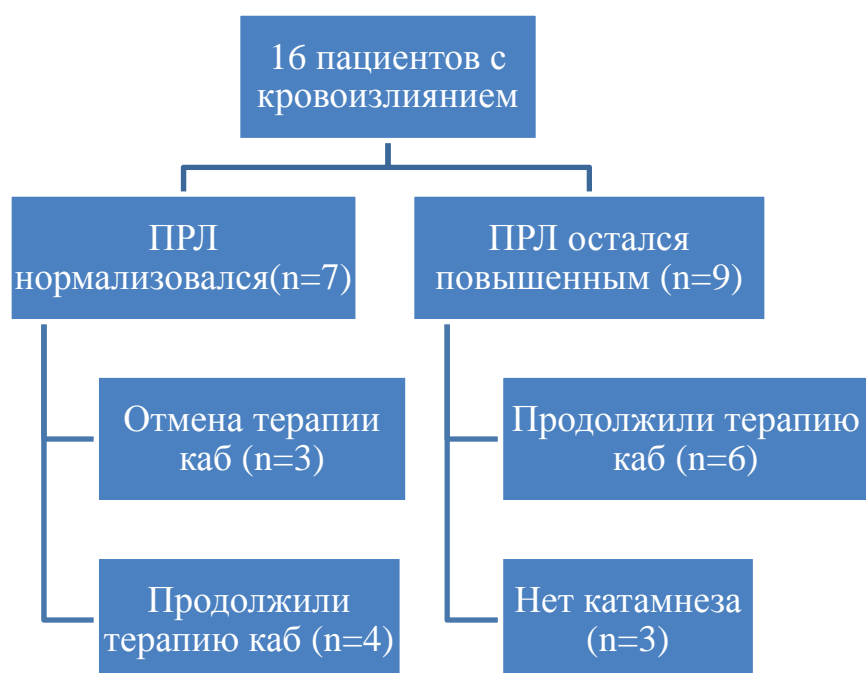 16 пациентов с
кровоизлиянием
ПРЛ
нормализовался(n=7)
ПРЛ остался
повышенным (n=9)
Отмена терапии
каб (n=3)
Продолжили терапию
каб (n=6)
Продолжили
терапию каб (n=4)
Нет катамнеза
(n=3)